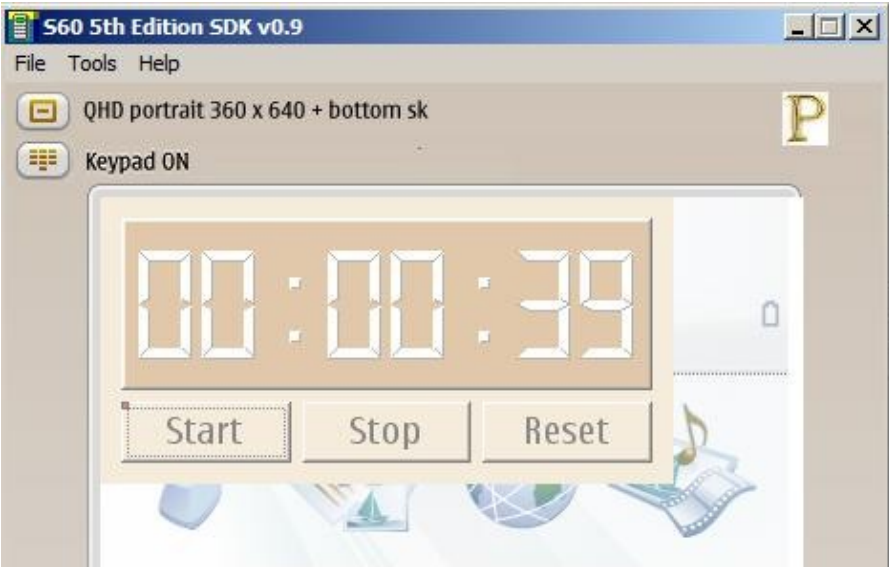 S60 5th Edition SDK v0.9
File Tools Help
QHD portrait 360 x 640 + bottom sk
P
Keypad ON
00:00:39
Start Stop Reset